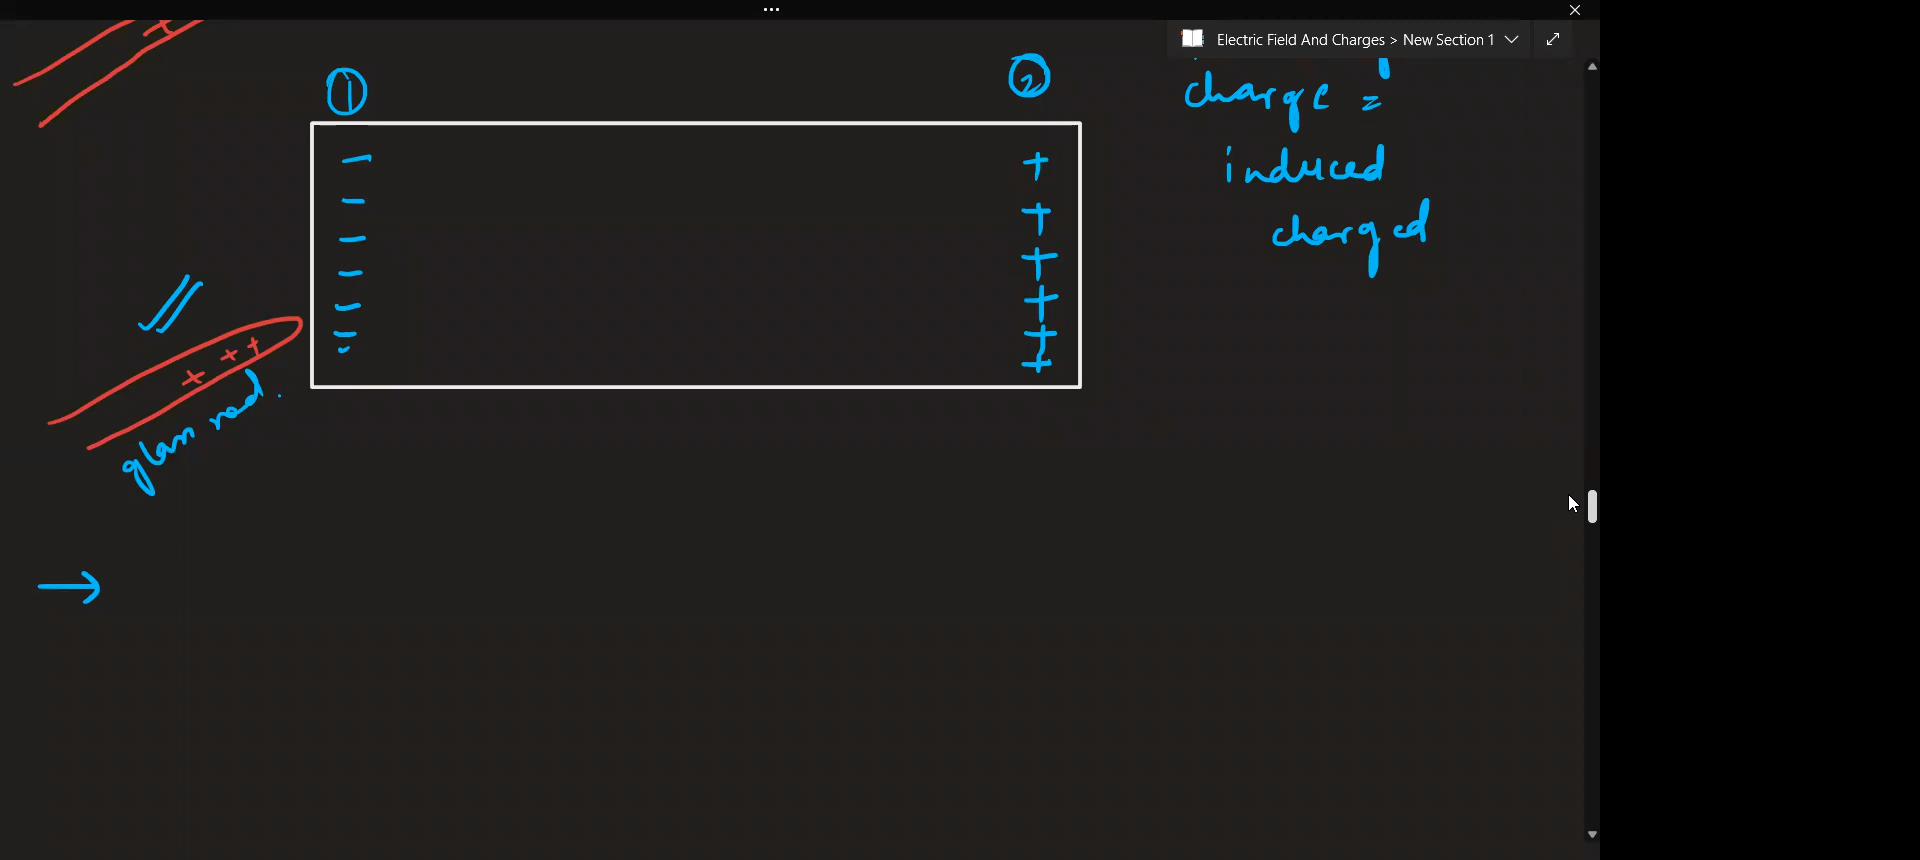 Electric Field And Charges > New Section 1
①
②
charge =
induced
charged
− +
− +
− +
− +
− +
− +
+ + +
glass rod.
→